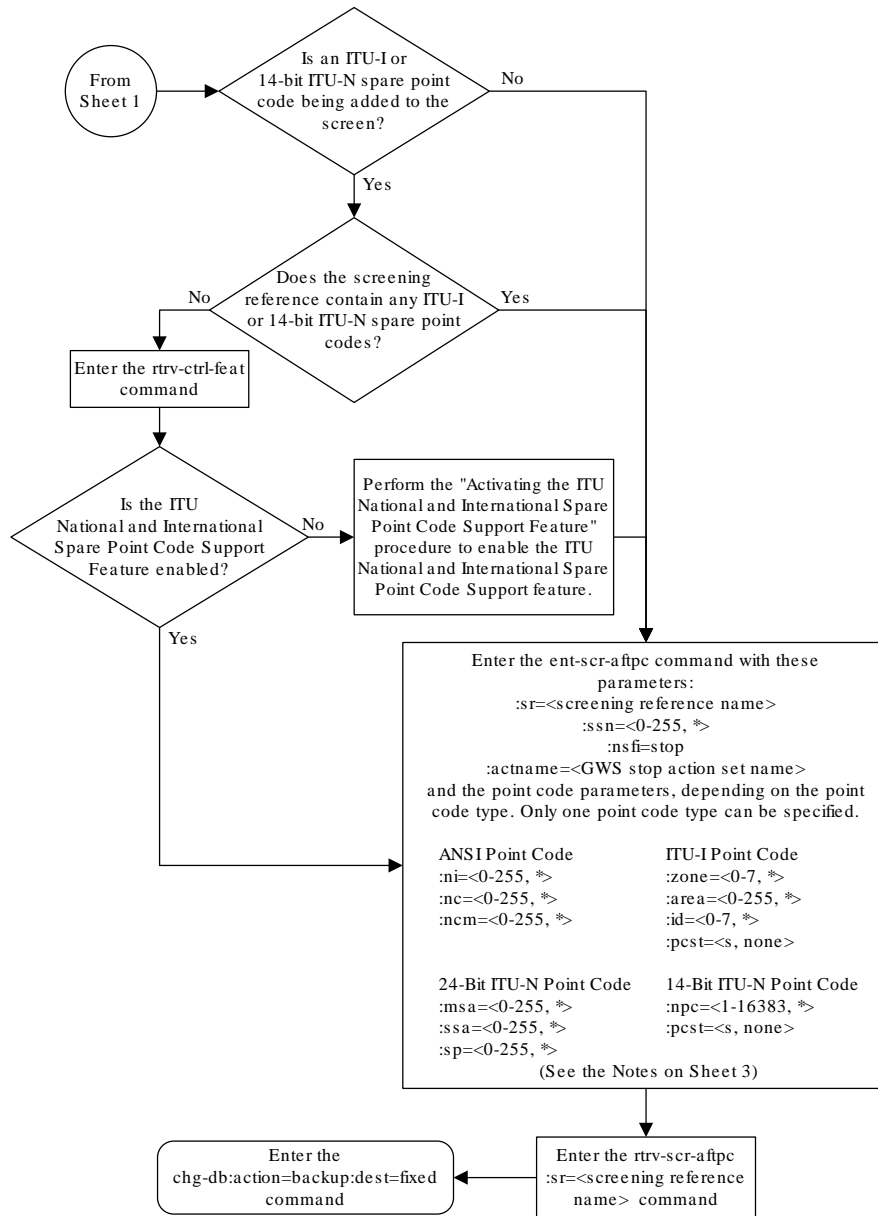 From
Sheet 1
Is an ITU-I or
14-bit ITU-N spare point
code being added to the
screen?
No
Yes
Does the screening
reference contain any ITU-I
or 14-bit ITU-N spare point
codes?
No
Yes
Enter the rtrv-ctrl-feat
command
Is the ITU
National and International
Spare Point Code Support
Feature enabled?
No
Yes
Perform the "Activating the ITU
National and International Spare
Point Code Support Feature"
procedure to enable the ITU
National and International Spare
Point Code Support feature.
Enter the ent-scr-aftpc command with these
parameters:
:sr=<screening reference name>
:ssn=<0-255, *>
:nsfi=stop
:actname=<GWS stop action set name>
and the point code parameters, depending on the point
code type. Only one point code type can be specified.
ANSI Point Code
:ni=<0-255, *>
:nc=<0-255, *>
:ncm=<0-255, *>
ITU-I Point Code
:zone=<0-7, *>
:area=<0-255, *>
:id=<0-7, *>
:pcst=<s, none>
24-Bit ITU-N Point Code
:msa=<0-255, *>
:ssa=<0-255, *>
:sp=<0-255, *>
14-Bit ITU-N Point Code
:npc=<1-16383, *>
:pcst=<s, none>
(See the Notes on Sheet 3)
Enter the rtrv-scr-aftpc
:sr=<screening reference
name> command
Enter the
chg-db:action=backup:dest=fixed
command